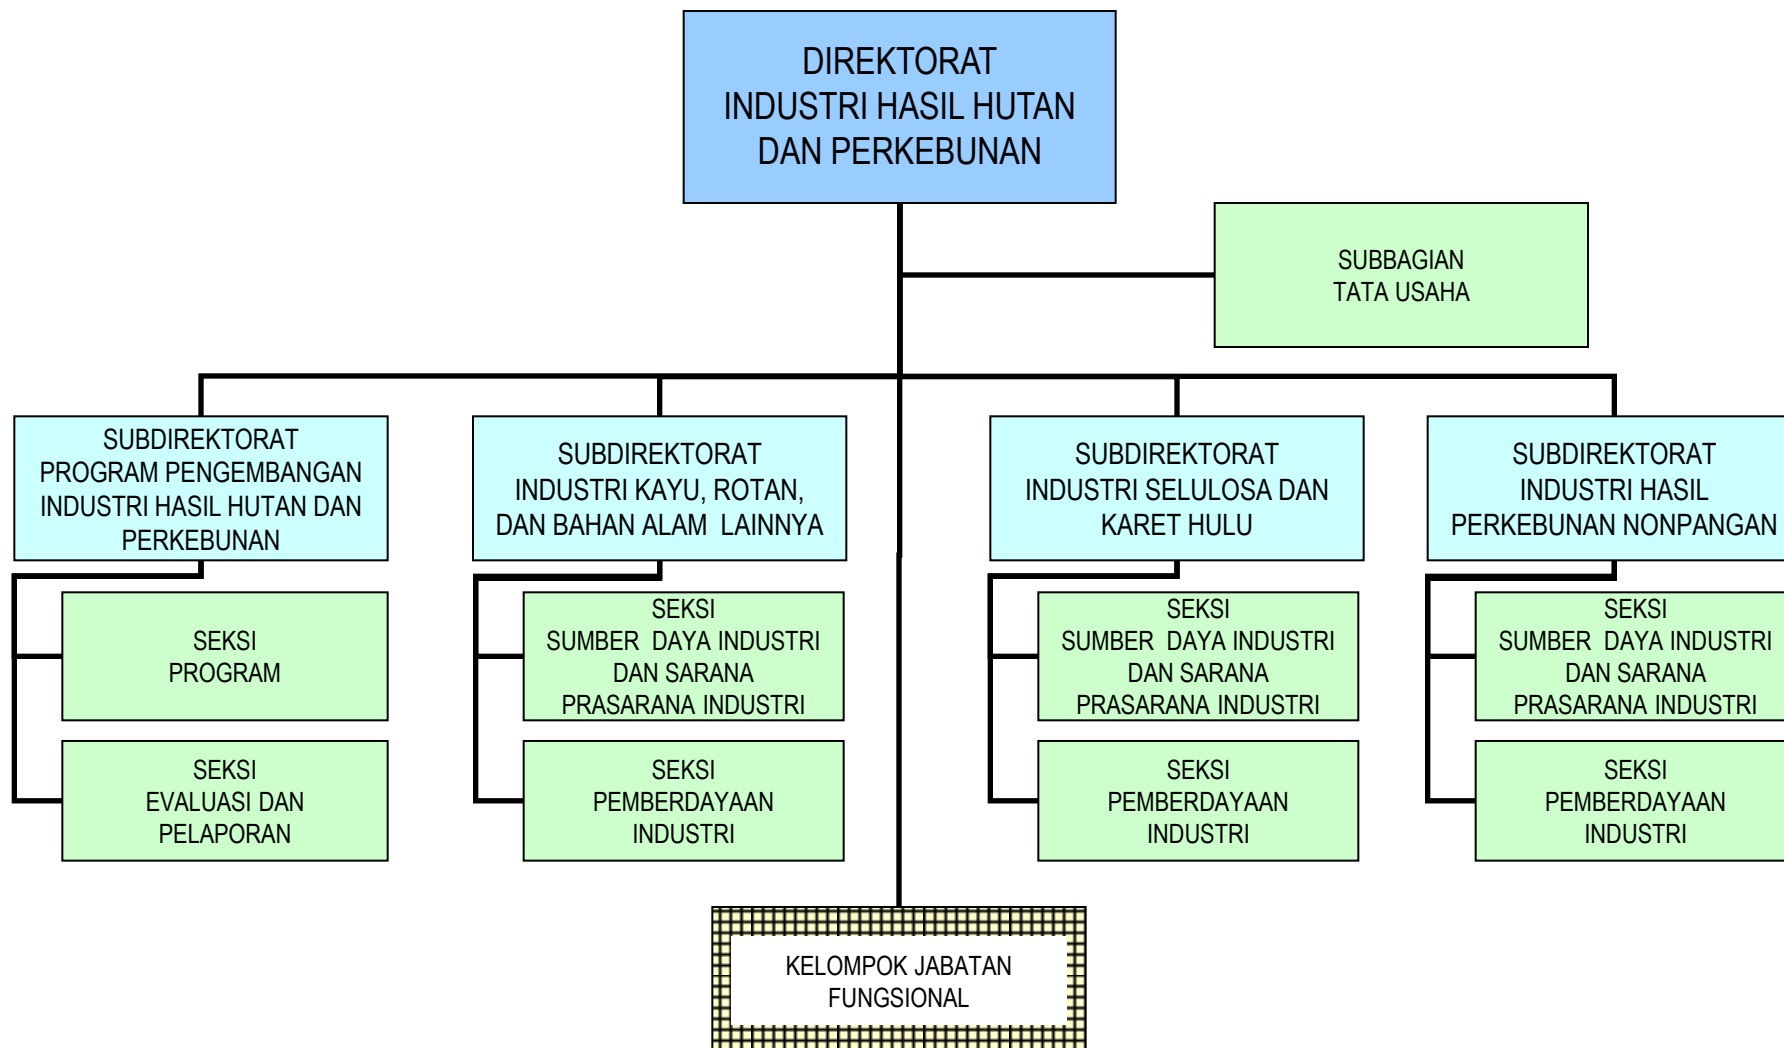 DIREKTORAT
INDUSTRI HASIL HUTAN
DAN PERKEBUNAN
SUBBAGIAN
TATA USAHA
SUBDIREKTORAT
PROGRAM PENGEMBANGAN
INDUSTRI HASIL HUTAN DAN
PERKEBUNAN
SUBDIREKTORAT
INDUSTRI KAYU, ROTAN,
DAN BAHAN ALAM LAINNYA
SUBDIREKTORAT
INDUSTRI SELULOSA DAN
KARET HULU
SUBDIREKTORAT
INDUSTRI HASIL
PERKEBUNAN NONPANGAN
SEKSI
PROGRAM
SEKSI
SUMBER DAYA INDUSTRI
DAN SARANA
PRASARANA INDUSTRI
SEKSI
SUMBER DAYA INDUSTRI
DAN SARANA
PRASARANA INDUSTRI
SEKSI
SUMBER DAYA INDUSTRI
DAN SARANA
PRASARANA INDUSTRI
SEKSI
EVALUASI DAN
PELAPORAN
SEKSI
PEMBERDAYAAN
INDUSTRI
SEKSI
PEMBERDAYAAN
INDUSTRI
SEKSI
PEMBERDAYAAN
INDUSTRI
KELOMPOK JABATAN
FUNGSIONAL